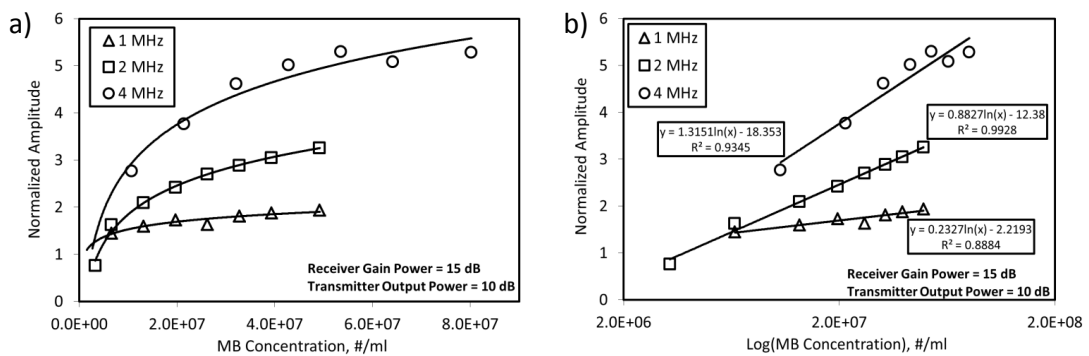 a)
1 MHz
2 MHz
4 MHz
Normalized Amplitude
6
5
4
3
2
1
0
Receiver Gain Power = 15 dB
Transmitter Output Power = 10 dB
0.0E+00 2.0E+07 4.0E+07 6.0E+07 8.0E+07
MB Concentration, #/ml
b)
1 MHz
2 MHz
4 MHz
Normalized Amplitude
6
5
4
3
2
1
0
y = 1.3151ln(x) - 18.353
R² = 0.9345
y = 0.8827ln(x) - 12.38
R² = 0.9928
y = 0.2327ln(x) - 2.2193
R² = 0.8884
Receiver Gain Power = 15 dB
Transmitter Output Power = 10 dB
2.0E+06 2.0E+07 2.0E+08
Log(MB Concentration), #/ml